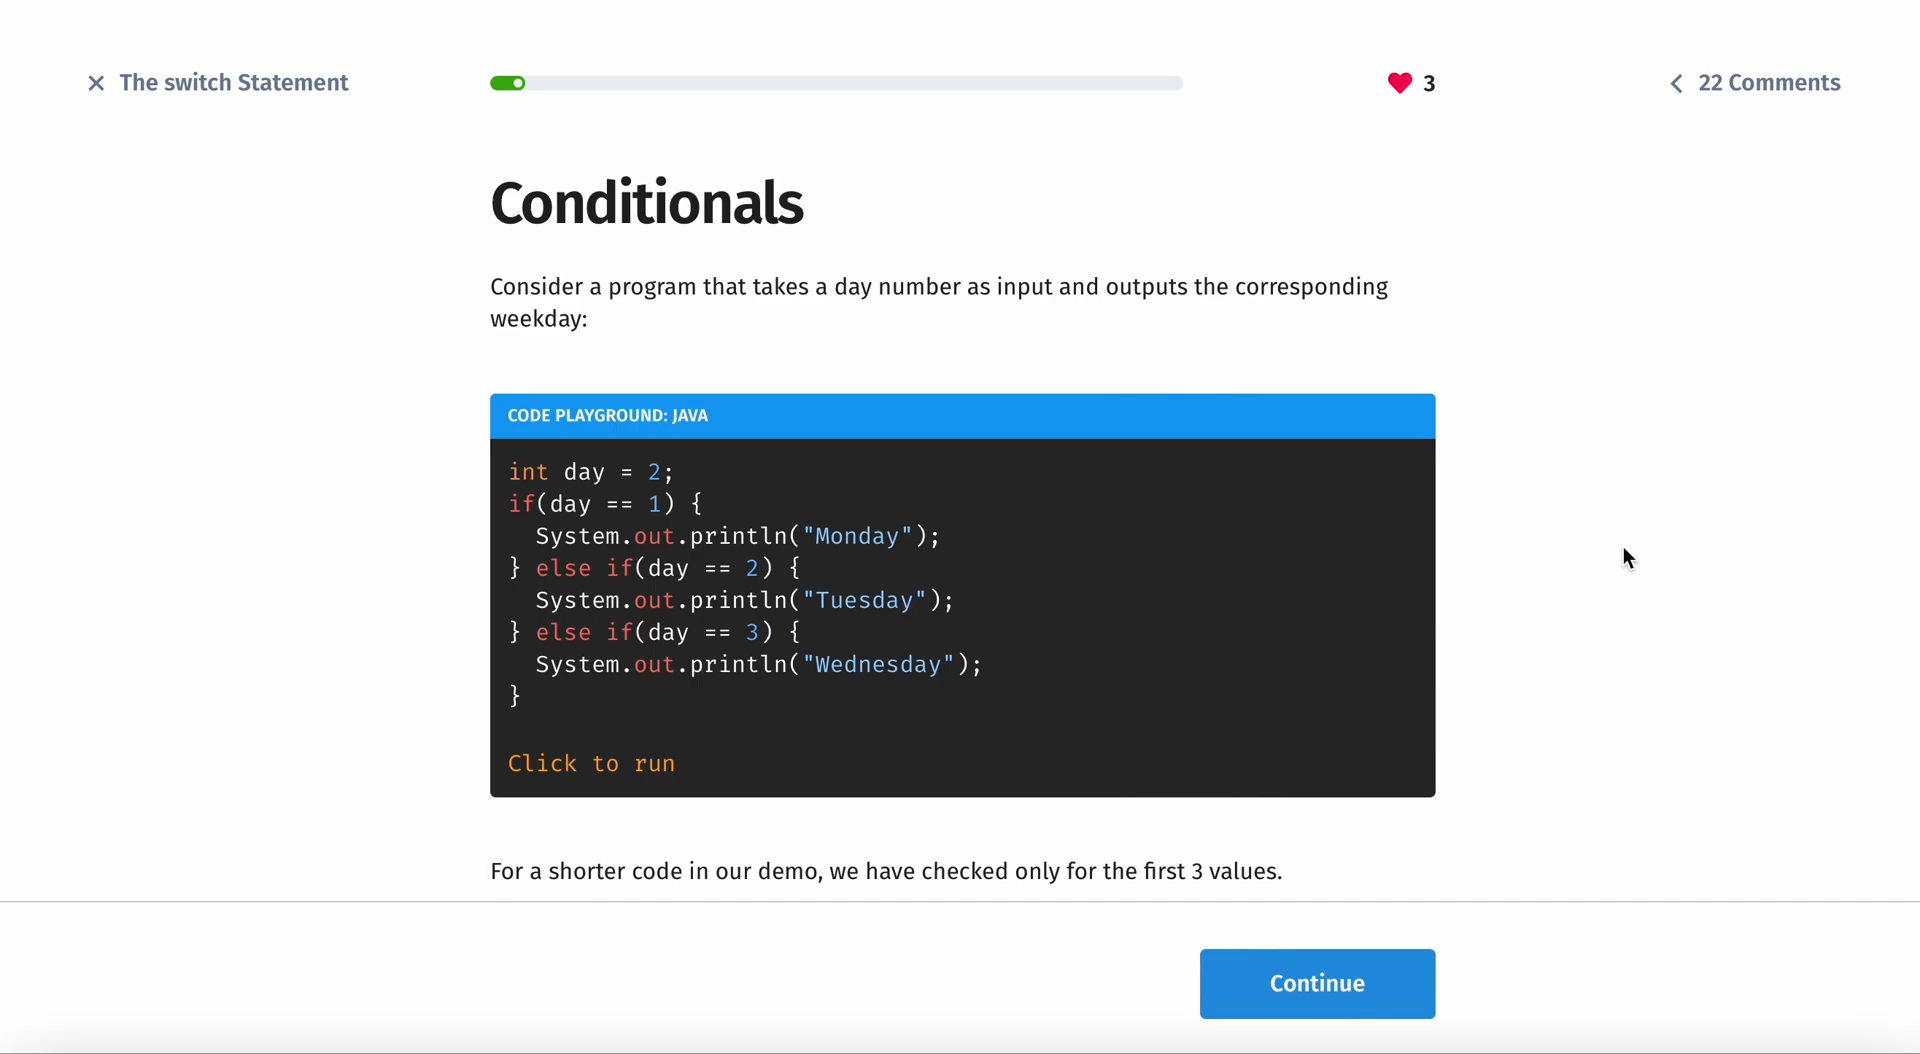 The switch Statement
3
22 Comments
Conditionals
Consider a program that takes a day number as input and outputs the corresponding
weekday:
CODE PLAYGROUND: JAVA
int day = 2;
if(day == 1) {
  System.out.println("Monday");
} else if(day == 2) {
  System.out.println("Tuesday");
} else if(day == 3) {
  System.out.println("Wednesday");
}
Click to run
For a shorter code in our demo, we have checked only for the first 3 values.
Continue